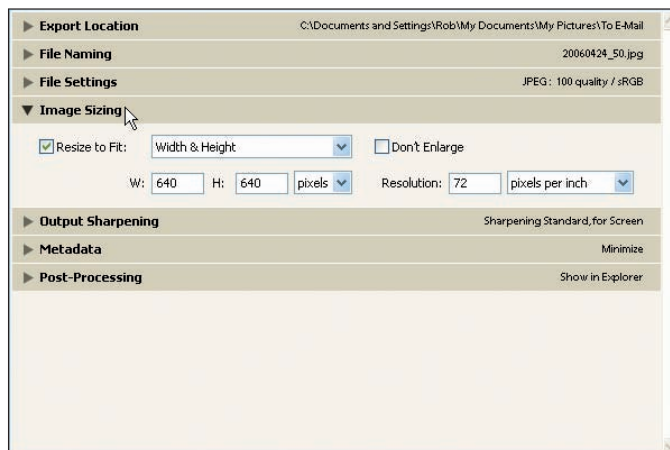 Export Location C:\Documents and Settings\Rob\My Documents\My Pictures\To E-Mail
File Naming 20060424_50.jpg
File Settings JPEG: 100 quality / sRGB
Image Sizing
Resize to Fit: Width & Height Don't Enlarge
W: 640 H: 640 pixels Resolution: 72 pixels per inch
Output Sharpening Sharpening Standard, for Screen
Metadata Minimize
Post-Processing Show in Explorer